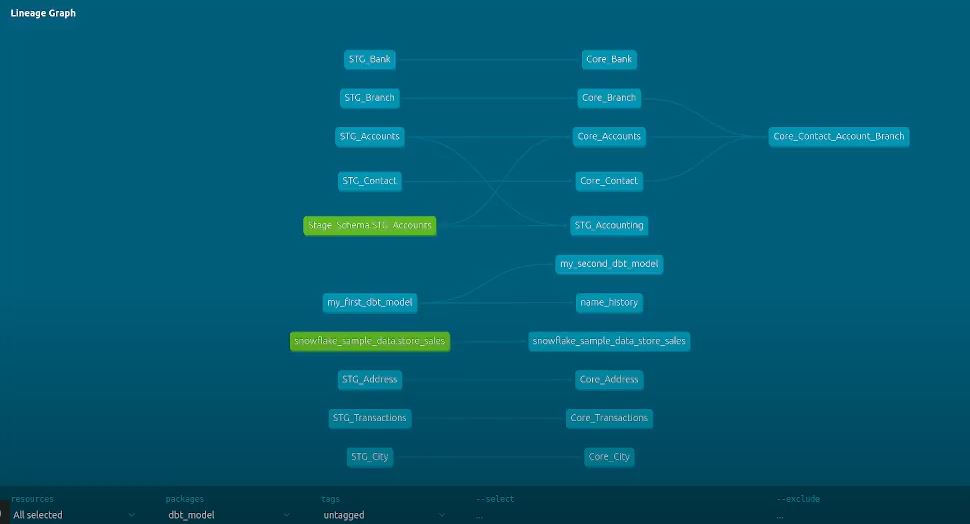 Lineage Graph
STG_Bank
Core_Bank
STG_Branch
Core_Branch
STG_Accounts
Core_Accounts
Core_Contact_Account_Branch
STG_Contact
Core_Contact
Stage_Schema.STG_Accounts
STG_Accounting
my_second_dbt_model
my_first_dbt_model
name_history
snowflake_sample_data.store_sales
snowflake_sample_data_store_sales
STG_Address
Core_Address
STG_Transactions
Core_Transactions
STG_City
Core_City
resources packages tags --select --exclude
All selected dbt_model untagged ... ...